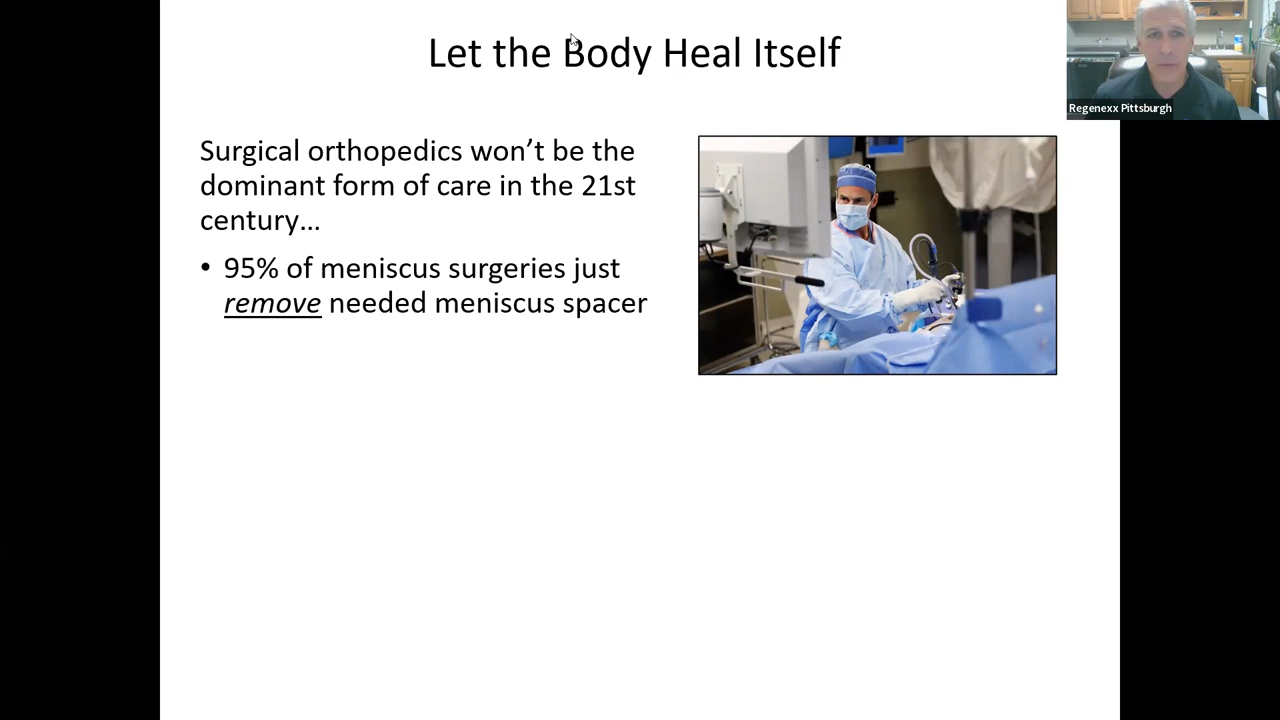 Let the Body Heal Itself
Regenexx Pittsburgh
Surgical orthopedics won’t be the
dominant form of care in the 21st
century…
• 95% of meniscus surgeries just
remove needed meniscus spacer